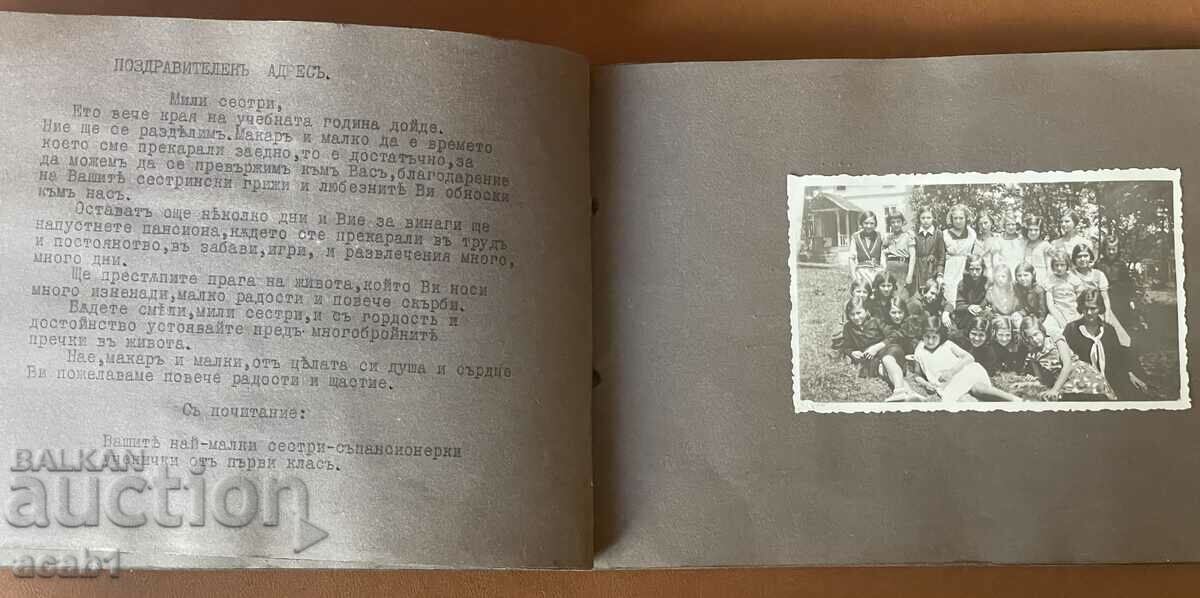 ПОЗДРАВИТЕЛЕНЪ АДРЕСЪ.
Мили сестри,
Ето вече края на учебната година дойде.
Ние ще се раздѣлимъ.Макаръ и малко да е времето
което сме прекарали заедно,то е достатъчно,за
да можемъ да се превържимъ къмъ Васъ,благодарение
на Вашитѣ сестрински грижи и любезнитѣ Ви обноски
къмъ насъ.
Оставатъ още нѣколко дни и Вие за винаги ще
напустнете пансиона,кѫдето сте прекарали въ трудъ
и постоянство,въ забави,игри, и развлечения много,
много дни.
Ще престѫпите прага на живота,който Ви носи
много изненади,малко радости и повече скърби.
Бѫдете смѣли,мили сестри,и съ гордость и
достойнство устоявайте предъ многобройнитѣ
пречки въ живота.
Нае,макаръ и малки,отъ цѣлата си душа и сърдце
Ви пожелаваме повече радости и щастие.
Съ почитание:
Вашитѣ най-малки сестри-съпансионерки
ученички отъ първи класъ.
BALKAN
auction
acab1